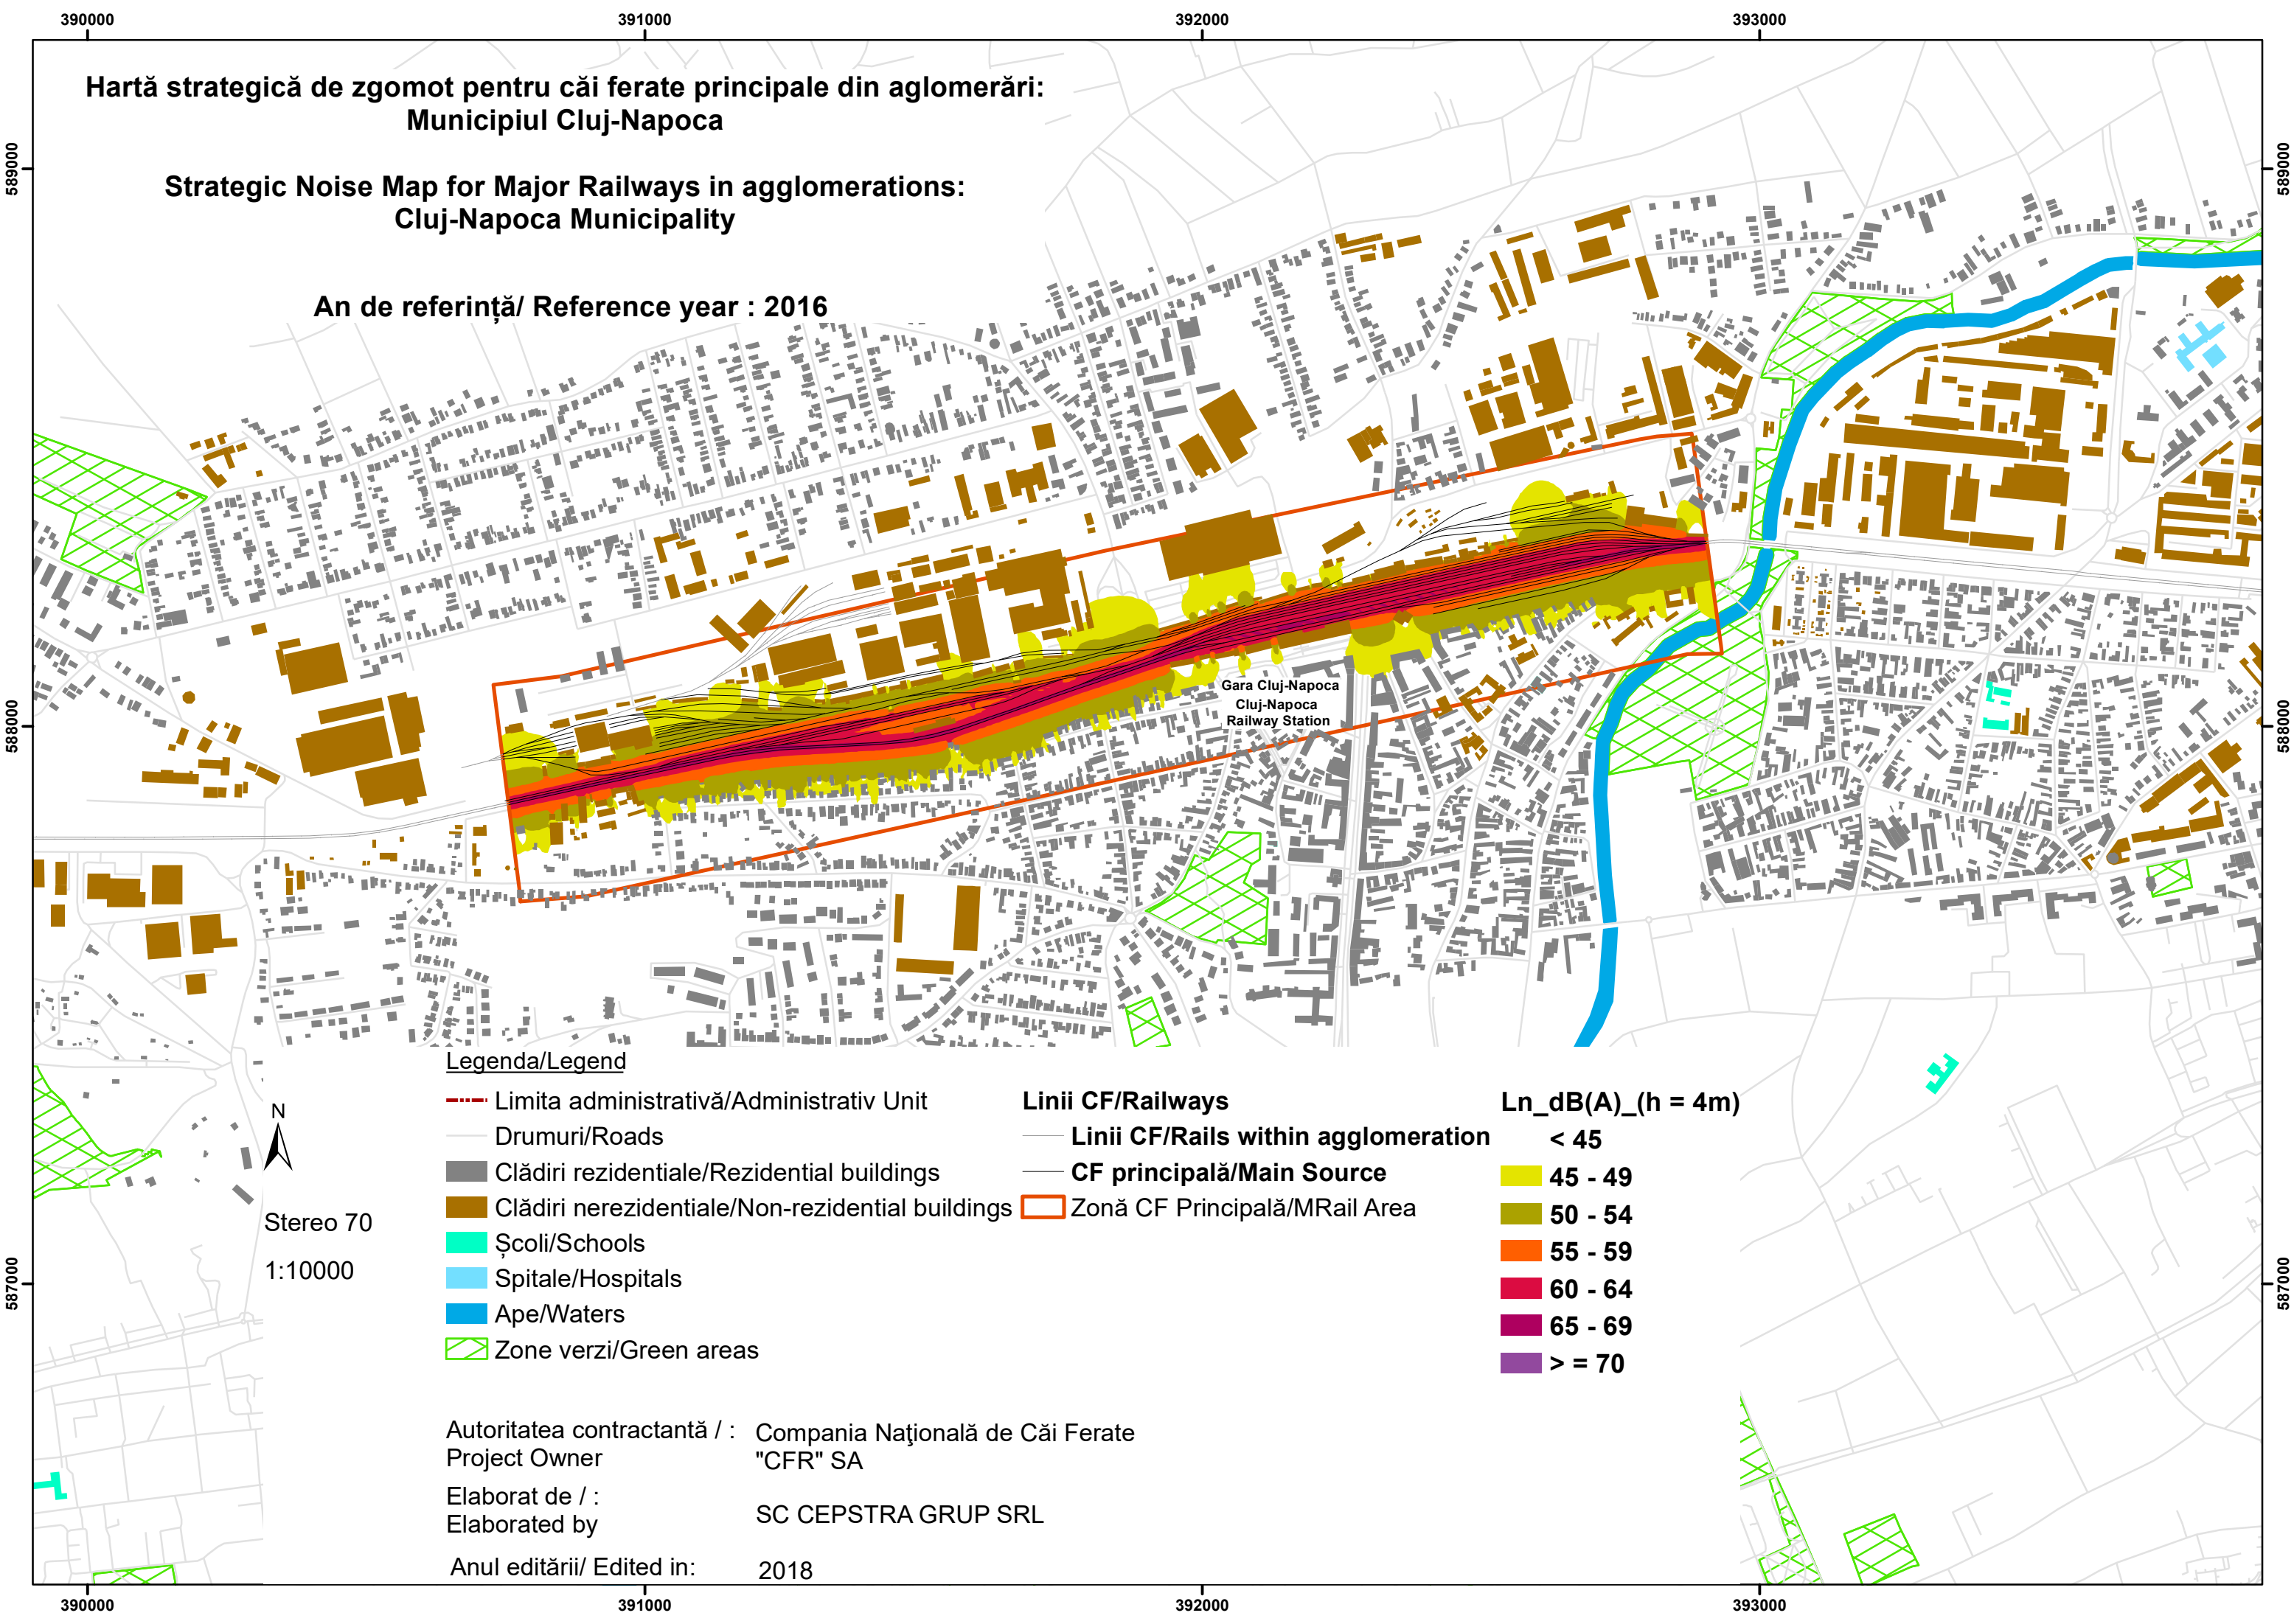 390000
391000
392000
393000
Hartă strategică de zgomot pentru căi ferate principale din aglomerări:
Municipiul Cluj-Napoca
Strategic Noise Map for Major Railways in agglomerations:
Cluj-Napoca Municipality
An de referință/ Reference year : 2016
589000
589000
588000
588000
587000
587000
Gara Cluj-Napoca
Cluj-Napoca
Railway Station
N
Stereo 70
1:10000
Legenda/Legend
Limita administrativă/Administrativ Unit
Drumuri/Roads
Clădiri rezidentiale/Rezidential buildings
Clădiri nerezidentiale/Non-rezidential buildings
Școli/Schools
Spitale/Hospitals
Ape/Waters
Zone verzi/Green areas
Linii CF/Railways
Linii CF/Rails within agglomeration
CF principală/Main Source
Zonă CF Principală/MRail Area
Ln_dB(A)_(h = 4m)
< 45
45 - 49
50 - 54
55 - 59
60 - 64
65 - 69
> = 70
Autoritatea contractantă / :
Project Owner
Compania Naţională de Căi Ferate
"CFR" SA
Elaborat de / :
Elaborated by
SC CEPSTRA GRUP SRL
Anul editării/ Edited in:
2018
390000
391000
392000
393000